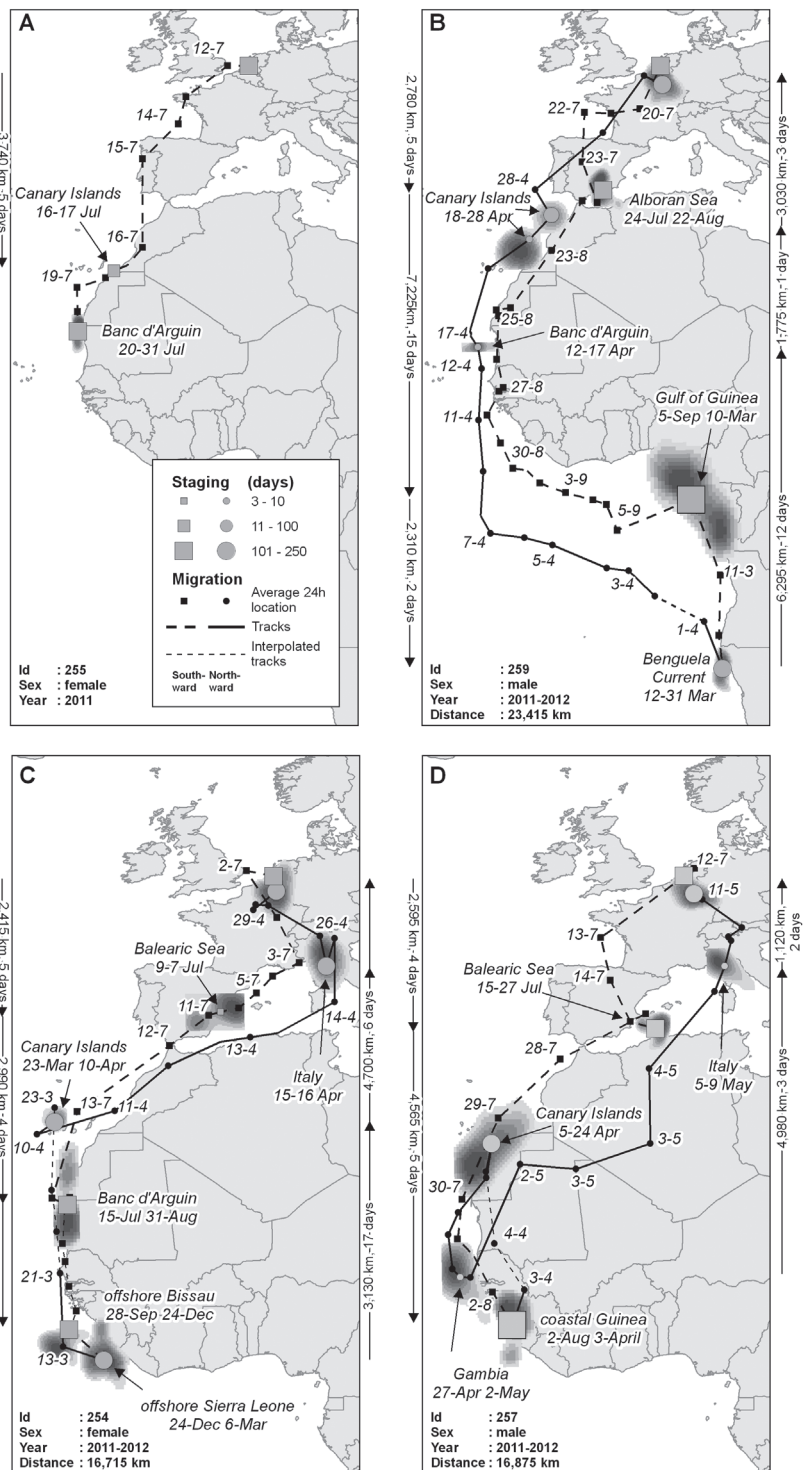 A
12-7
14-7
15-7
Canary Islands
16-17 Jul
16-7
19-7
Banc d'Arguin
20-31 Jul
3,740 km,-5 days
Staging (days)
3 - 10
11 - 100
101 - 250
Migration
Average 24h
location
Tracks
Interpolated
tracks
South-
ward
North-
ward
Id : 255
Sex : female
Year : 2011
B
2,780 km, 5 days
7,225km, 15 days
2,310 km, 2 days
22-7
20-7
23-7
28-4
Canary Islands
18-28 Apr
Alboran Sea
24-Jul 22-Aug
23-8
25-8
17-4
Banc d'Arguin
12-17 Apr
12-4
27-8
11-4
Gulf of Guinea
5-Sep 10-Mar
30-8
3-9
5-9
7-4
5-4
3-4
11-3
1-4
Benguela
Current
12-31 Mar
3,030 km,-3 days
1,775 km,-1 day
6,295 km,-12 days
Id : 259
Sex : male
Year : 2011-2012
Distance : 23,415 km
C
2,415 km, 5 days
2,990 km,-4 days
2-7
29-4
26-4
Balearic Sea
9-7 Jul
3-7
5-7
11-7
12-7
14-4
13-4
Canary Islands
23-Mar 10-Apr
Italy
15-16 Apr
23-3
13-7
11-4
10-4
Banc d'Arguin
15-Jul 31-Aug
21-3
offshore Bissau
28-Sep 24-Dec
13-3
offshore Sierra Leone
24-Dec 6-Mar
4,700 km,-6 days
3,130 km,-17 days
Id : 254
Sex : female
Year : 2011-2012
Distance : 16,715 km
D
2,595 km, -4 days
4,565 km,-5 days
12-7
11-5
13-7
14-7
Balearic Sea
15-27 Jul
28-7
Italy
5-9 May
4-5
29-7
Canary Islands
5-24 Apr
3-5
2-5
3-5
30-7
4-4
3-4
2-8
coastal Guinea
2-Aug 3-April
Gambia
27-Apr 2-May
1,120 km,-
2 days
4,980 km,-3 days
Id : 257
Sex : male
Year : 2011-2012
Distance : 16,875 km